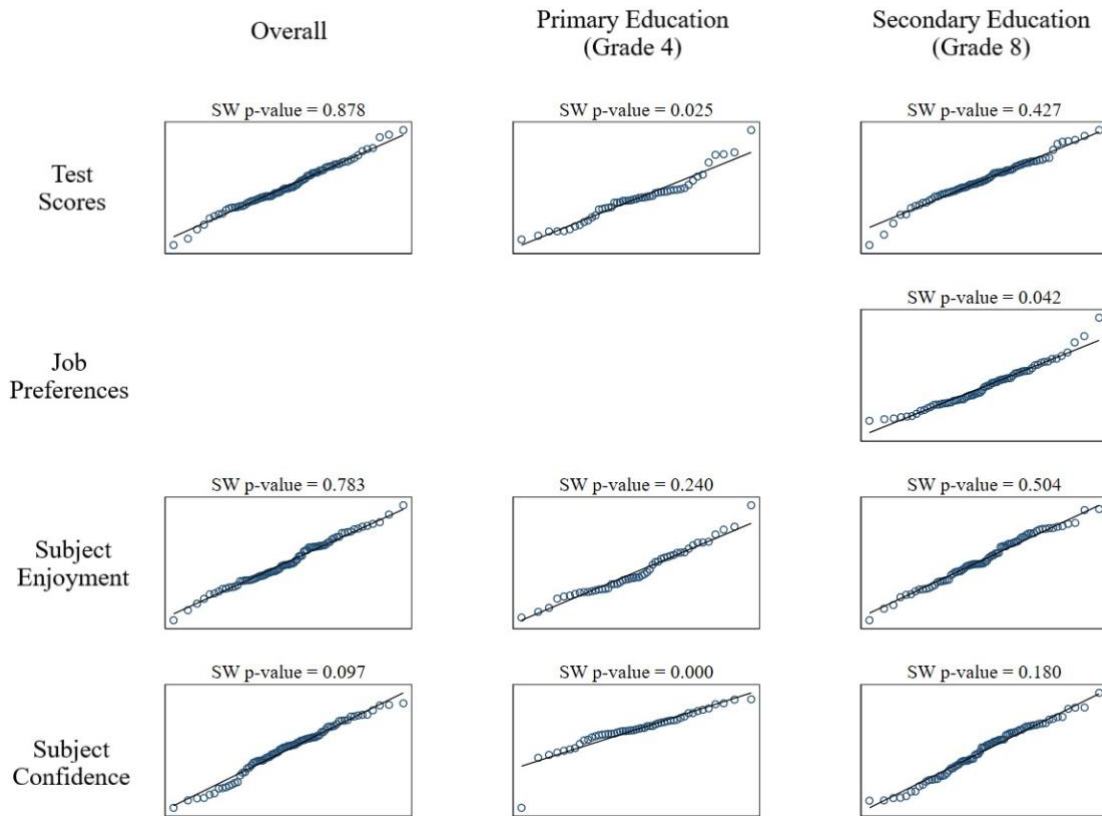 Overall
Primary Education
(Grade 4)
Secondary Education
(Grade 8)
Test
Scores
SW p-value = 0.878
SW p-value = 0.025
SW p-value = 0.427
Job
Preferences
SW p-value = 0.042
Subject
Enjoyment
SW p-value = 0.783
SW p-value = 0.240
SW p-value = 0.504
Subject
Confidence
SW p-value = 0.097
SW p-value = 0.000
SW p-value = 0.180